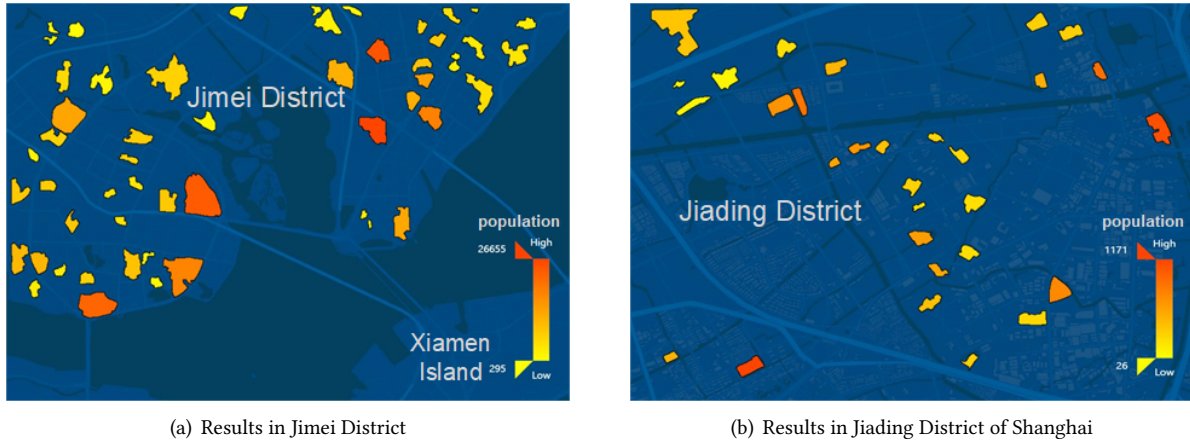 Jimei District
population
26655
High
Xiamen
Island
295
Low
(a) Results in Jimei District
Jiading District
population
1171
High
26
Low
(b) Results in Jiading District of Shanghai